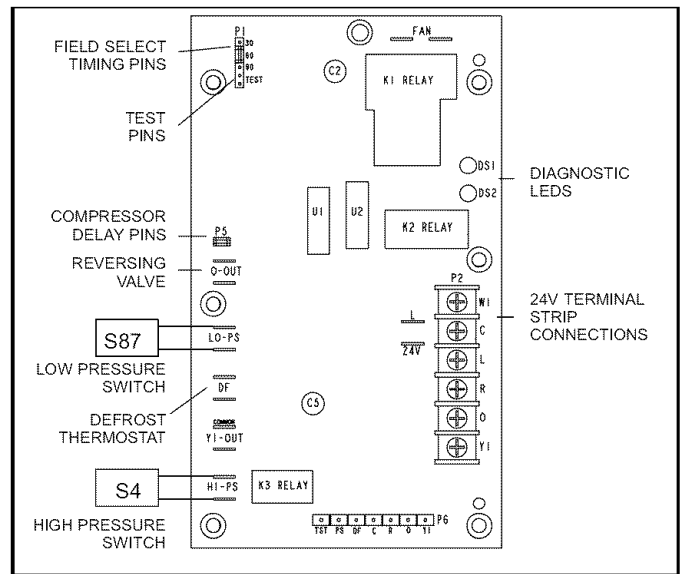 FIELD SELECT
TIMING PINS
TEST
PINS
COMPRESSOR
DELAY PINS
REVERSING
VALVE
S87
LOW PRESSURE
SWITCH
DEFROST
THERMOSTAT
S4
HIGH PRESSURE
SWITCH
P1
30
60
90
TEST
FAN
C2
K1 RELAY
DS1
DS2
DIAGNOSTIC
LEDS
U1
U2
K2 RELAY
P5
O-OUT
LO-PS
DF
COMMON
Y1-OUT
HI-PS
K3 RELAY
C5
L
24V
P2
W1
C
L
R
O
Y1
24V TERMINAL
STRIP
CONNECTIONS
P6
TST PS DF C R O Y1